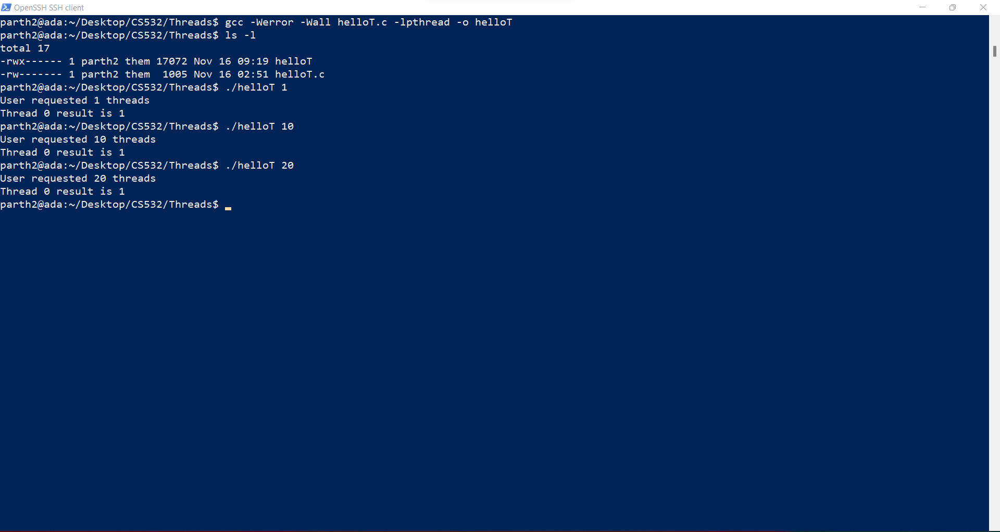 OpenSSH SSH client
parth2@ada:~/Desktop/CS532/Threads$ gcc -Werror -Wall helloT.c -lpthread -o helloT
parth2@ada:~/Desktop/CS532/Threads$ ls -l
total 17
-rwx------ 1 parth2 them 17072 Nov 16 09:19 helloT
-rw------- 1 parth2 them  1005 Nov 16 02:51 helloT.c
parth2@ada:~/Desktop/CS532/Threads$ ./helloT 1
User requested 1 threads
Thread 0 result is 1
parth2@ada:~/Desktop/CS532/Threads$ ./helloT 10
User requested 10 threads
Thread 0 result is 1
parth2@ada:~/Desktop/CS532/Threads$ ./helloT 20
User requested 20 threads
Thread 0 result is 1
parth2@ada:~/Desktop/CS532/Threads$